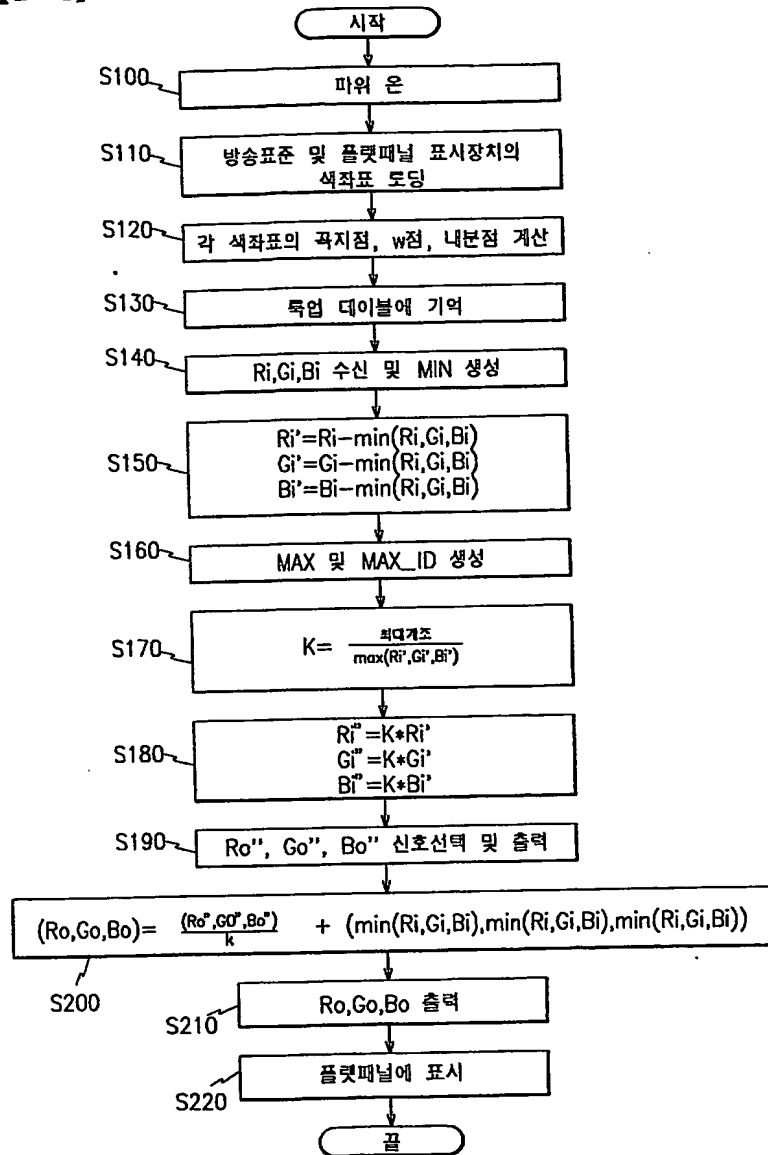 시작
S100
파워 온
S110
방송표준 및 플랫패널 표시장치의
색좌표 로딩
S120
각 색좌표의 꼭지점, w점, 내분점 계산
S130
룩업 테이블에 기억
S140
Ri,Gi,Bi 수신 및 MIN 생성
S150
Ri'=Ri-min(Ri,Gi,Bi)
Gi'=Gi-min(Ri,Gi,Bi)
Bi'=Bi-min(Ri,Gi,Bi)
S160
MAX 및 MAX_ID 생성
S170
K= 최대계조
max(Ri',Gi',Bi')
S180
Ri"=K*Ri'
Gi"=K*Gi'
Bi"=K*Bi'
S190
Ro'', Go'', Bo'' 신호선택 및 출력
(Ro,Go,Bo)= (Ro",GO",Bo") + (min(Ri,Gi,Bi),min(Ri,Gi,Bi),min(Ri,Gi,Bi))
k
S200
Ro,Go,Bo 출력
S210
플랫패널에 표시
S220
끝